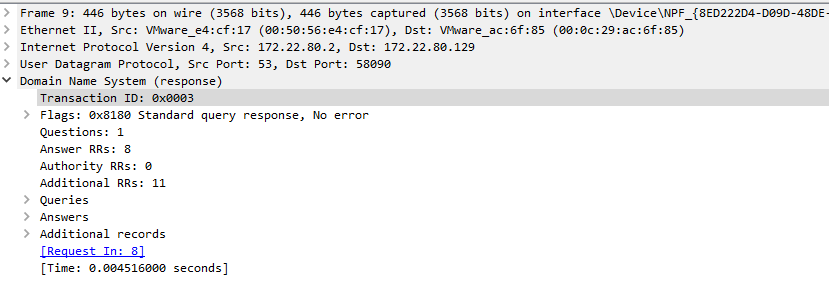 Frame 9: 446 bytes on wire (3568 bits), 446 bytes captured (3568 bits) on interface \Device\NPF_{8ED222D4-D09D-48DE-
Ethernet II, Src: VMware_e4:cf:17 (00:50:56:e4:cf:17), Dst: VMware_ac:6f:85 (00:0c:29:ac:6f:85)
Internet Protocol Version 4, Src: 172.22.80.2, Dst: 172.22.80.129
User Datagram Protocol, Src Port: 53, Dst Port: 58090
Domain Name System (response)
Transaction ID: 0x0003
Flags: 0x8180 Standard query response, No error
Questions: 1
Answer RRs: 8
Authority RRs: 0
Additional RRs: 11
Queries
Answers
Additional records
[Request In: 8]
[Time: 0.004516000 seconds]